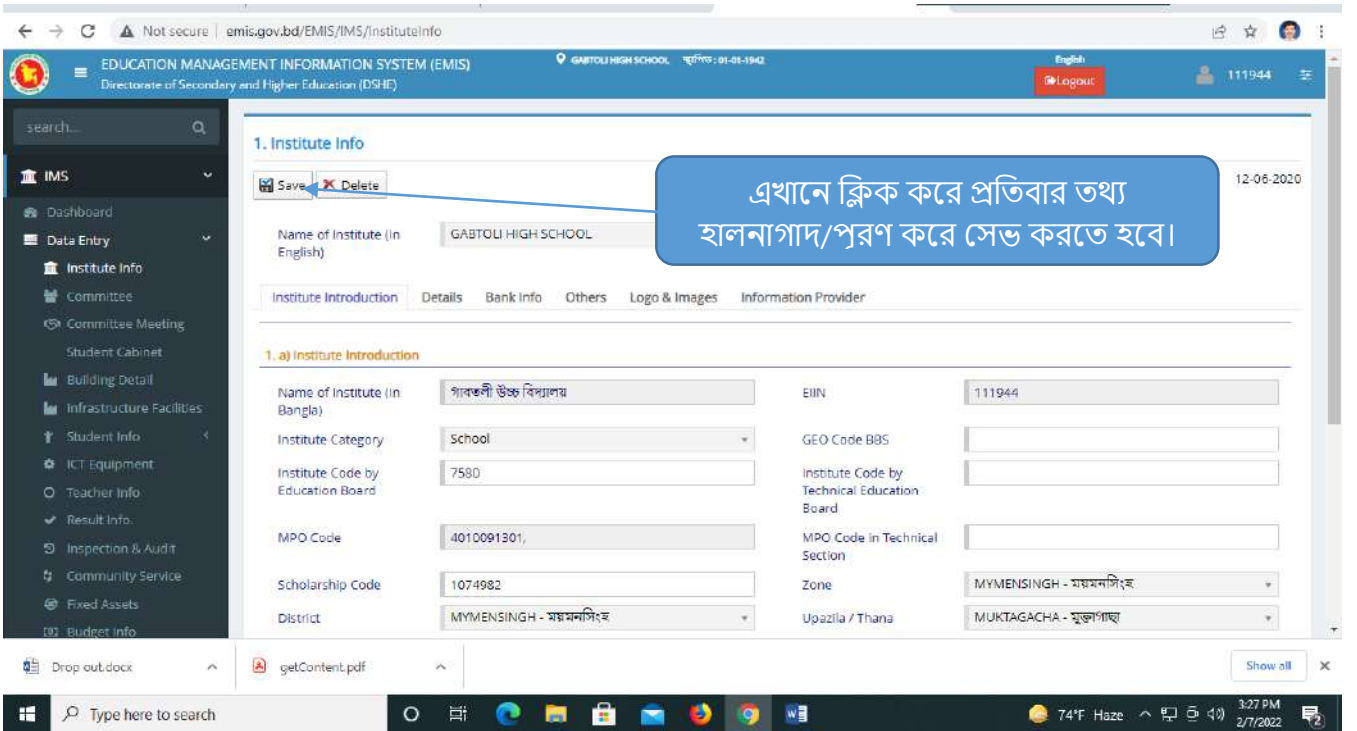 Not secure emis.gov.bd/EMIS/IMS/InstituteInfo
EDUCATION MANAGEMENT INFORMATION SYSTEM (EMIS)
Directorate of Secondary and Higher Education (DSHE)
GABTOLI HIGH SCHOOL স্থাপিত : 01-01-1942
English
Logout
111944
search...
IMS
Dashboard
Data Entry
Institute Info
Committee
Committee Meeting
Student Cabinet
Building Detail
Infrastructure Facilities
Student Info
ICT Equipment
Teacher Info
Result Info.
Inspection & Audit
Community Service
Fixed Assets
Budget Info
1. Institute Info
Save Delete
12-06-2020
এখানে ক্লিক করে প্রতিবার তথ্য
হালনাগাদ/পূরণ করে সেভ করতে হবে।
Name of Institute (In
English)
GABTOLI HIGH SCHOOL
Institute Introduction Details Bank Info Others Logo & Images Information Provider
1. a) Institute Introduction
Name of Institute (In
Bangla)
গাবতলী উচ্চ বিদ্যালয়
EIIN
111944
Institute Category
School
GEO Code BBS
Institute Code by
Education Board
7580
Institute Code by
Technical Education
Board
MPO Code
4010091301,
MPO Code in Technical
Section
Scholarship Code
1074982
Zone
MYMENSINGH - ময়মনসিংহ
District
MYMENSINGH - ময়মনসিংহ
Upazila / Thana
MUKTAGACHA - মুক্তাগাছা
Drop out.docx
getContent.pdf
Show all
Type here to search
74°F Haze
3:27 PM
2/7/2022
2